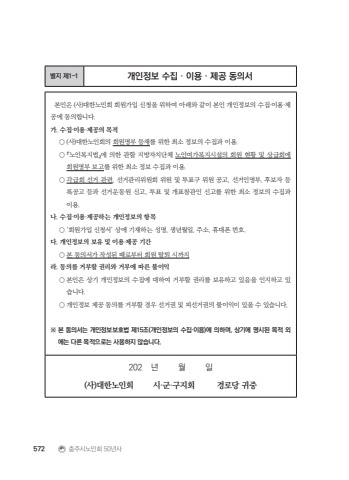 별지 제1-1
개인정보 수집 · 이용 · 제공 동의서
본인은 (사)대한노인회 회원가입 신청을 위하여 아래와 같이 본인 개인정보의 수집·이용·제
공에 동의합니다.
가. 수집·이용·제공의 목적
○ (사)대한노인회의 회원명부 등재를 위한 최소 정보의 수집과 이용.
○ 『노인복지법』에 의한 관할 지방자치단체 노인여가복지시설의 회원 현황 및 상급회에
회원명부 보고를 위한 최소 정보 수집과 이용.
○ 각급회 선거 관련, 선거관리위원회 위원 및 투표구 위원 공고, 선거인명부, 후보자 등
록공고 등과 선거운동원 신고, 투표 및 개표참관인 신고를 위한 최소 정보의 수집과
이용.
나. 수집·이용·제공하는 개인정보의 항목
○ '회원가입 신청서' 상에 기재하는 성명, 생년월일, 주소, 휴대폰 번호.
다. 개인정보의 보유 및 이용·제공 기간
○ 본 동의서가 작성된 때로부터 회원 탈퇴 시까지
라. 동의를 거부할 권리와 거부에 따른 불이익
○ 본인은 상기 개인정보의 수집에 대하여 거부할 권리를 보유하고 있음을 인지하고 있
습니다.
○ 개인정보 제공 동의를 거부할 경우 선거권 및 피선거권의 불이익이 있을 수 있습니다.
※ 본 동의서는 개인정보보호법 제15조(개인정보의 수집·이용)에 의하며, 상기에 명시된 목적 외
에는 다른 목적으로는 사용하지 않습니다.
202 년 월 일
(사)대한노인회 시·군·구지회 경로당 귀중
572 충주시노인회 50년사